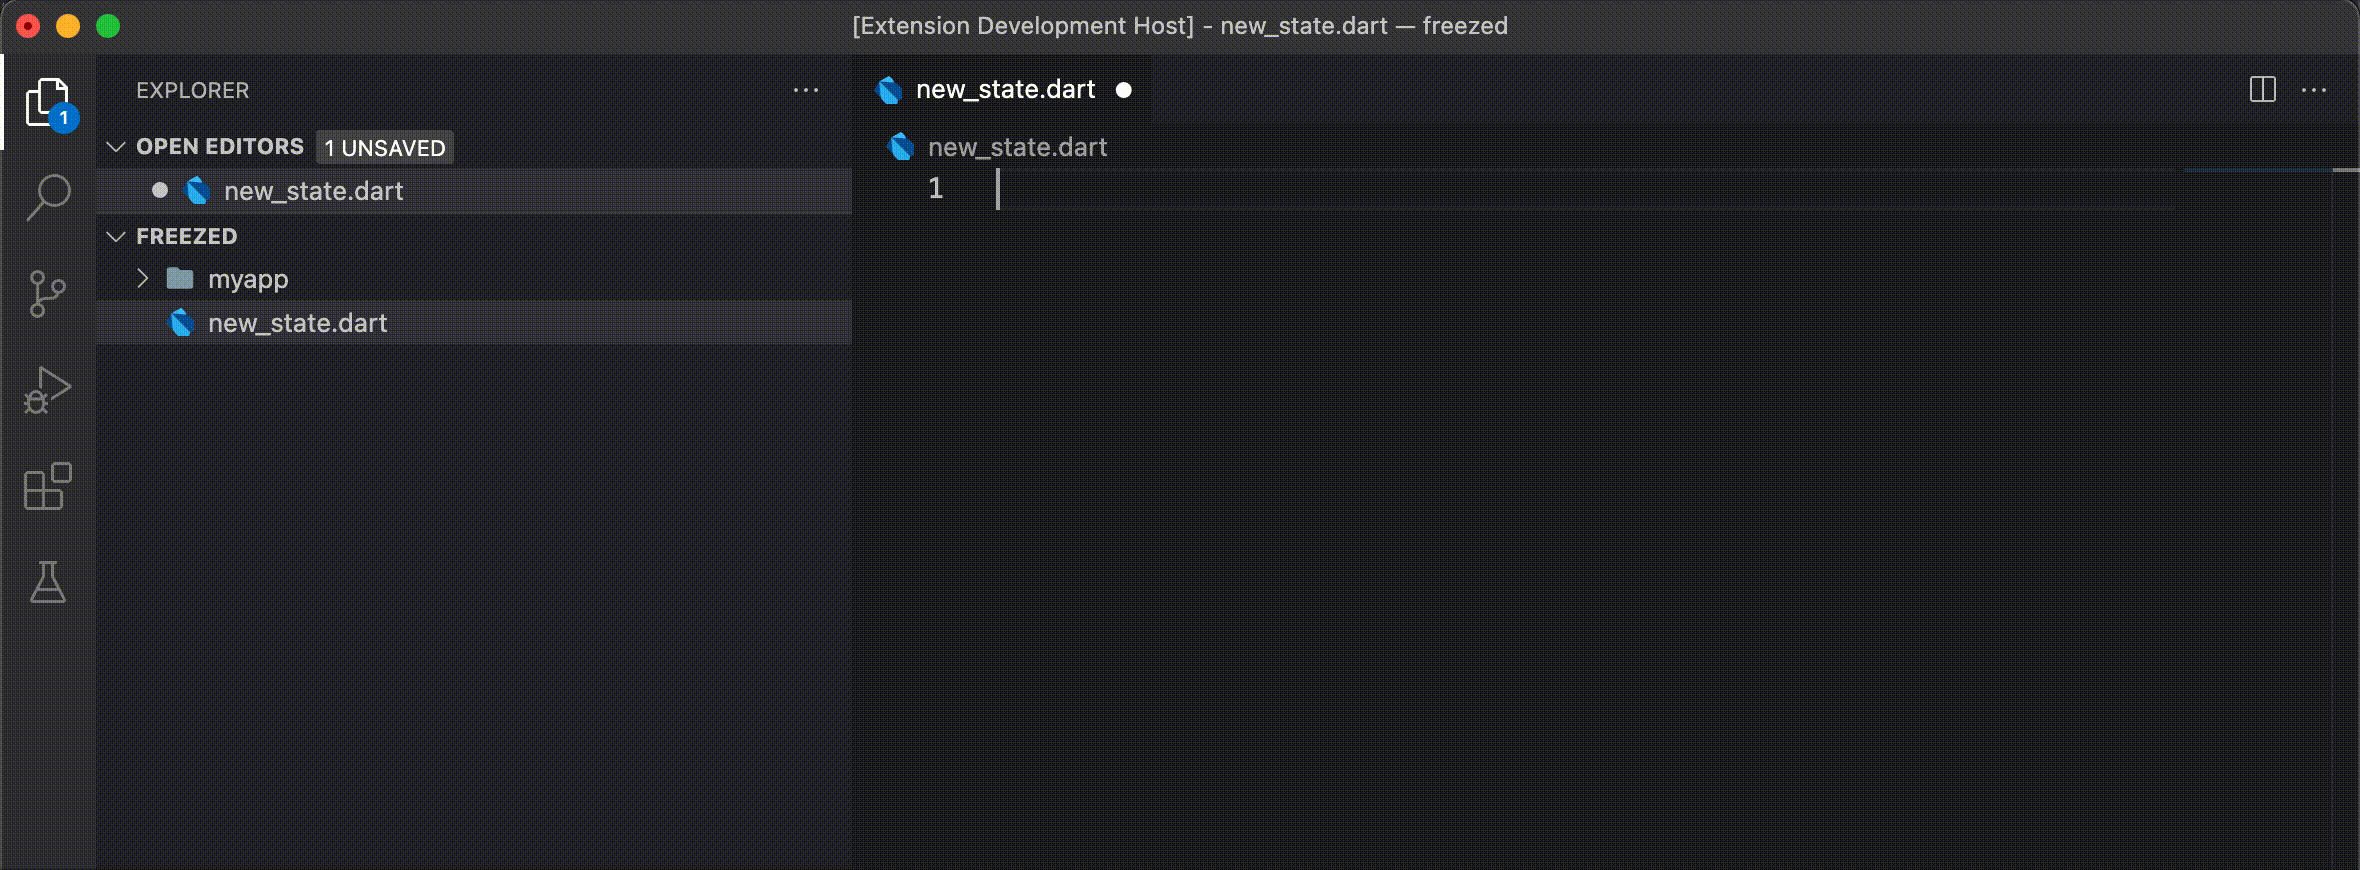 [Extension Development Host] - new_state.dart — freezed
EXPLORER
1
OPEN EDITORS 1 UNSAVED
new_state.dart
FREEZED
myapp
new_state.dart
new_state.dart
new_state.dart
1